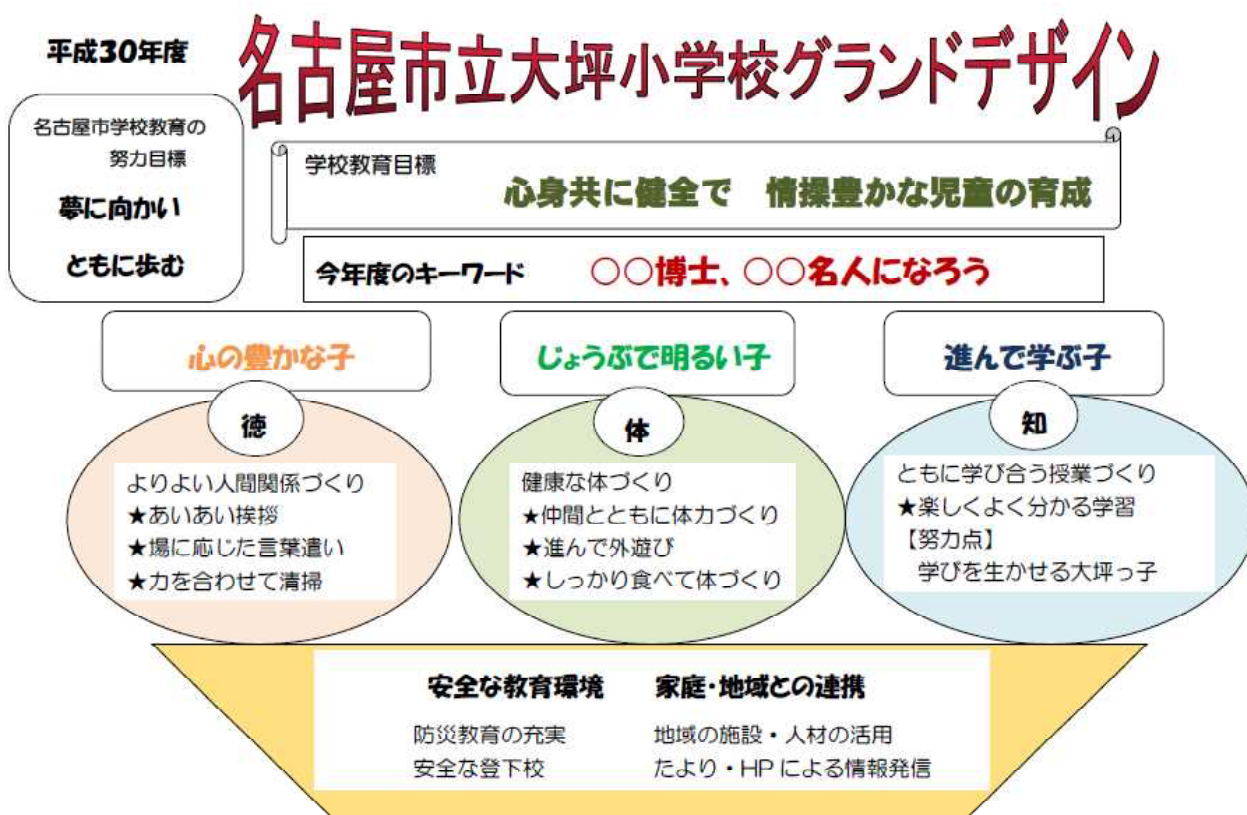 平成30年度
名古屋市立大坪小学校グランドデザイン
名古屋市学校教育の
努力目標
夢に向かい
ともに歩む
学校教育目標
心身共に健全で 情操豊かな児童の育成
今年度のキーワード ○○博士、○○名人になろう
心の豊かな子
徳
よりよい人間関係づくり
★あいあい挨拶
★場に応じた言葉遣い
★力を合わせて清掃
じょうぶで明るい子
体
健康な体づくり
★仲間とともに体力づくり
★進んで外遊び
★しっかり食べて体づくり
進んで学ぶ子
知
ともに学び合う授業づくり
★楽しくよく分かる学習
【努力点】
学びを生かせる大坪っ子
安全な教育環境
防災教育の充実
安全な登下校
家庭・地域との連携
地域の施設・人材の活用
たより・HPによる情報発信